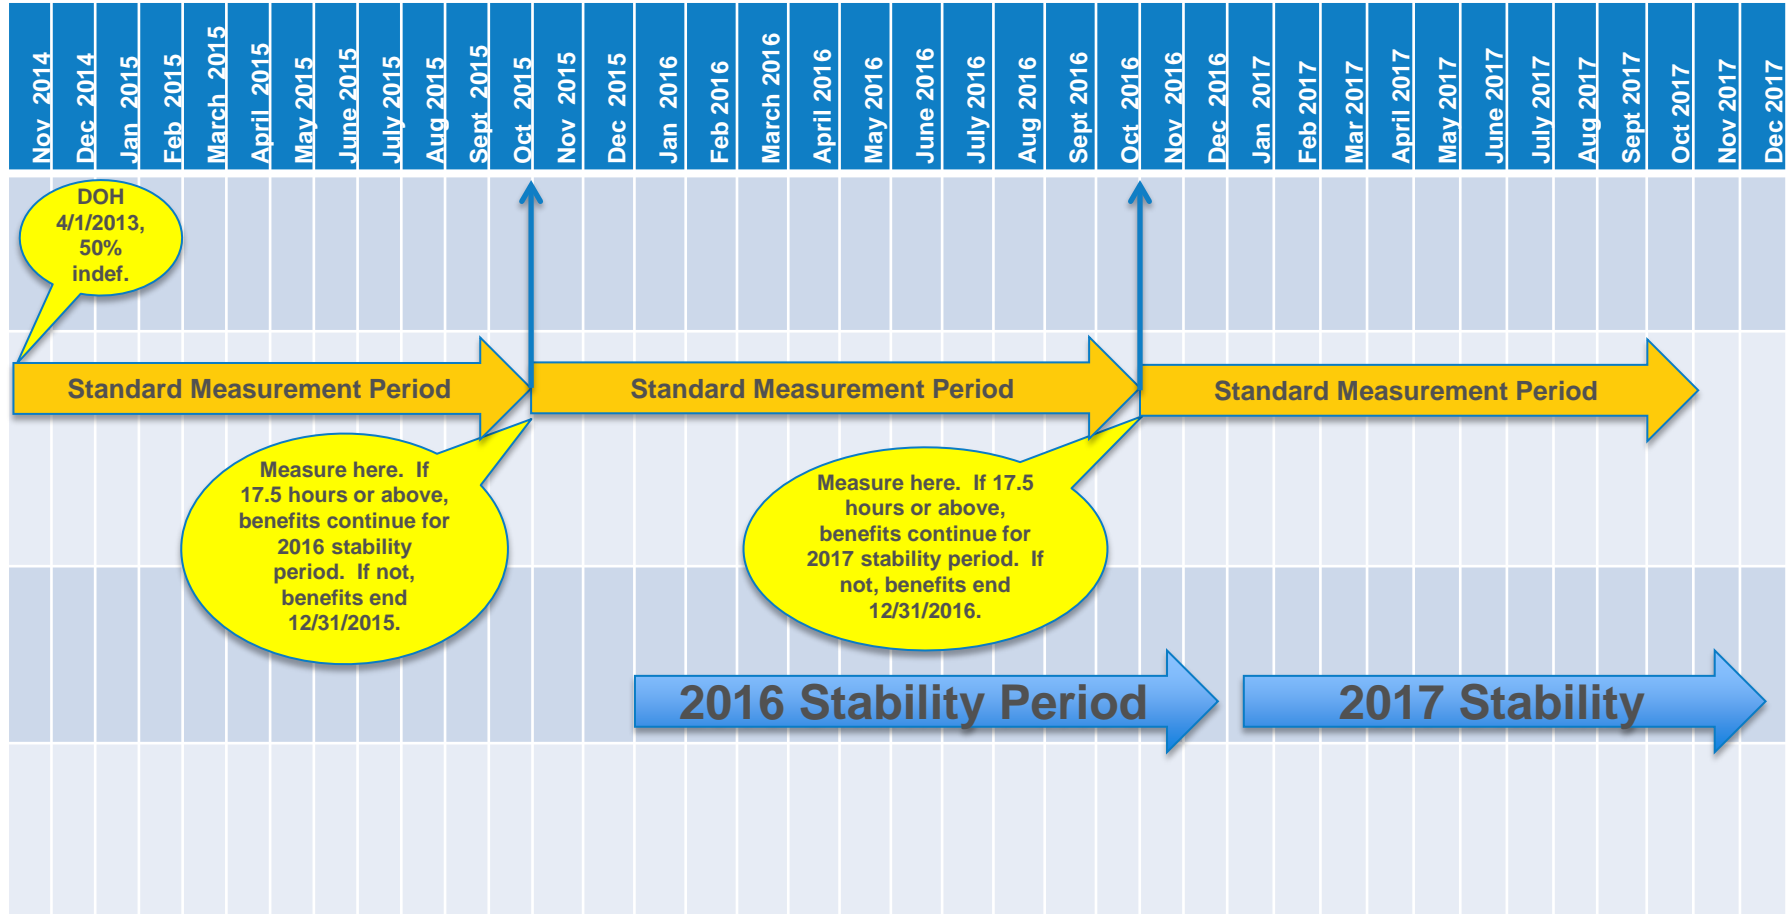 Nov 2014
Dec 2014
Jan 2015
Feb 2015
March 2015
April 2015
May 2015
June 2015
July 2015
Aug 2015
Sept 2015
Oct 2015
Nov 2015
Dec 2015
Jan 2016
Feb 2016
March 2016
April 2016
May 2016
June 2016
July 2016
Aug 2016
Sept 2016
Oct 2016
Nov 2016
Dec 2016
Jan 2017
Feb 2017
Mar 2017
April 2017
May 2017
June 2017
July 2017
Aug 2017
Sept 2017
Oct 2017
Nov 2017
Dec 2017
DOH
4/1/2013,
50%
indef.
Standard Measurement Period
Standard Measurement Period
Standard Measurement Period
Measure here. If
17.5 hours or above,
benefits continue for
2016 stability
period. If not,
benefits end
12/31/2015.
Measure here. If 17.5
hours or above,
benefits continue for
2017 stability period. If
not, benefits end
12/31/2016.
2016 Stability Period
2017 Stability